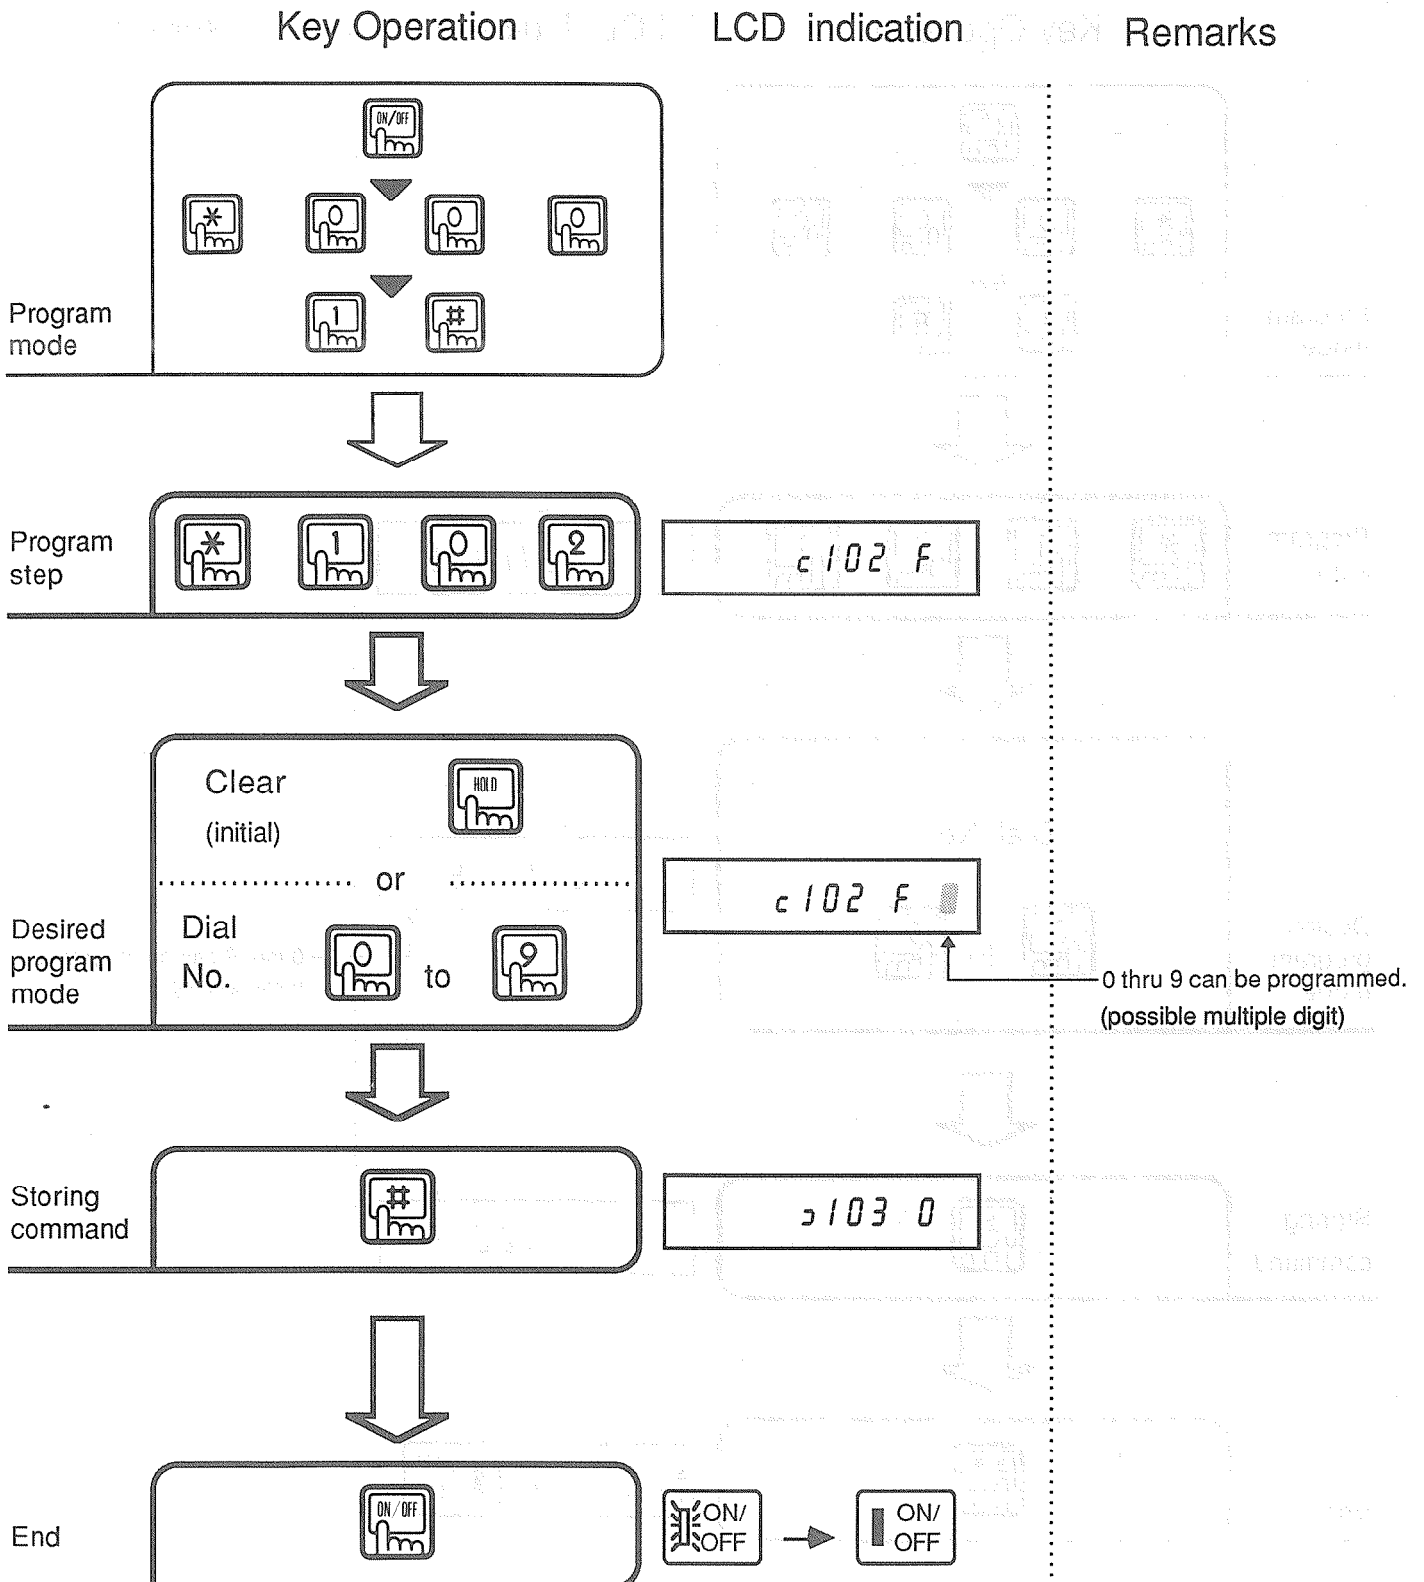 Key Operation LCD indication Remarks
ON/OFF
* 0 0 0
1 #
Program
mode
Program
step
* 1 0 2
c102 F
Clear
(initial)
HOLD
or
Dial
No.
0 to 9
Desired
program
mode
c102 F
0 thru 9 can be programmed.
(possible multiple digit)
Storing
command
#
ɔ103 0
End
ON/OFF
ON/
OFF
ON/
OFF